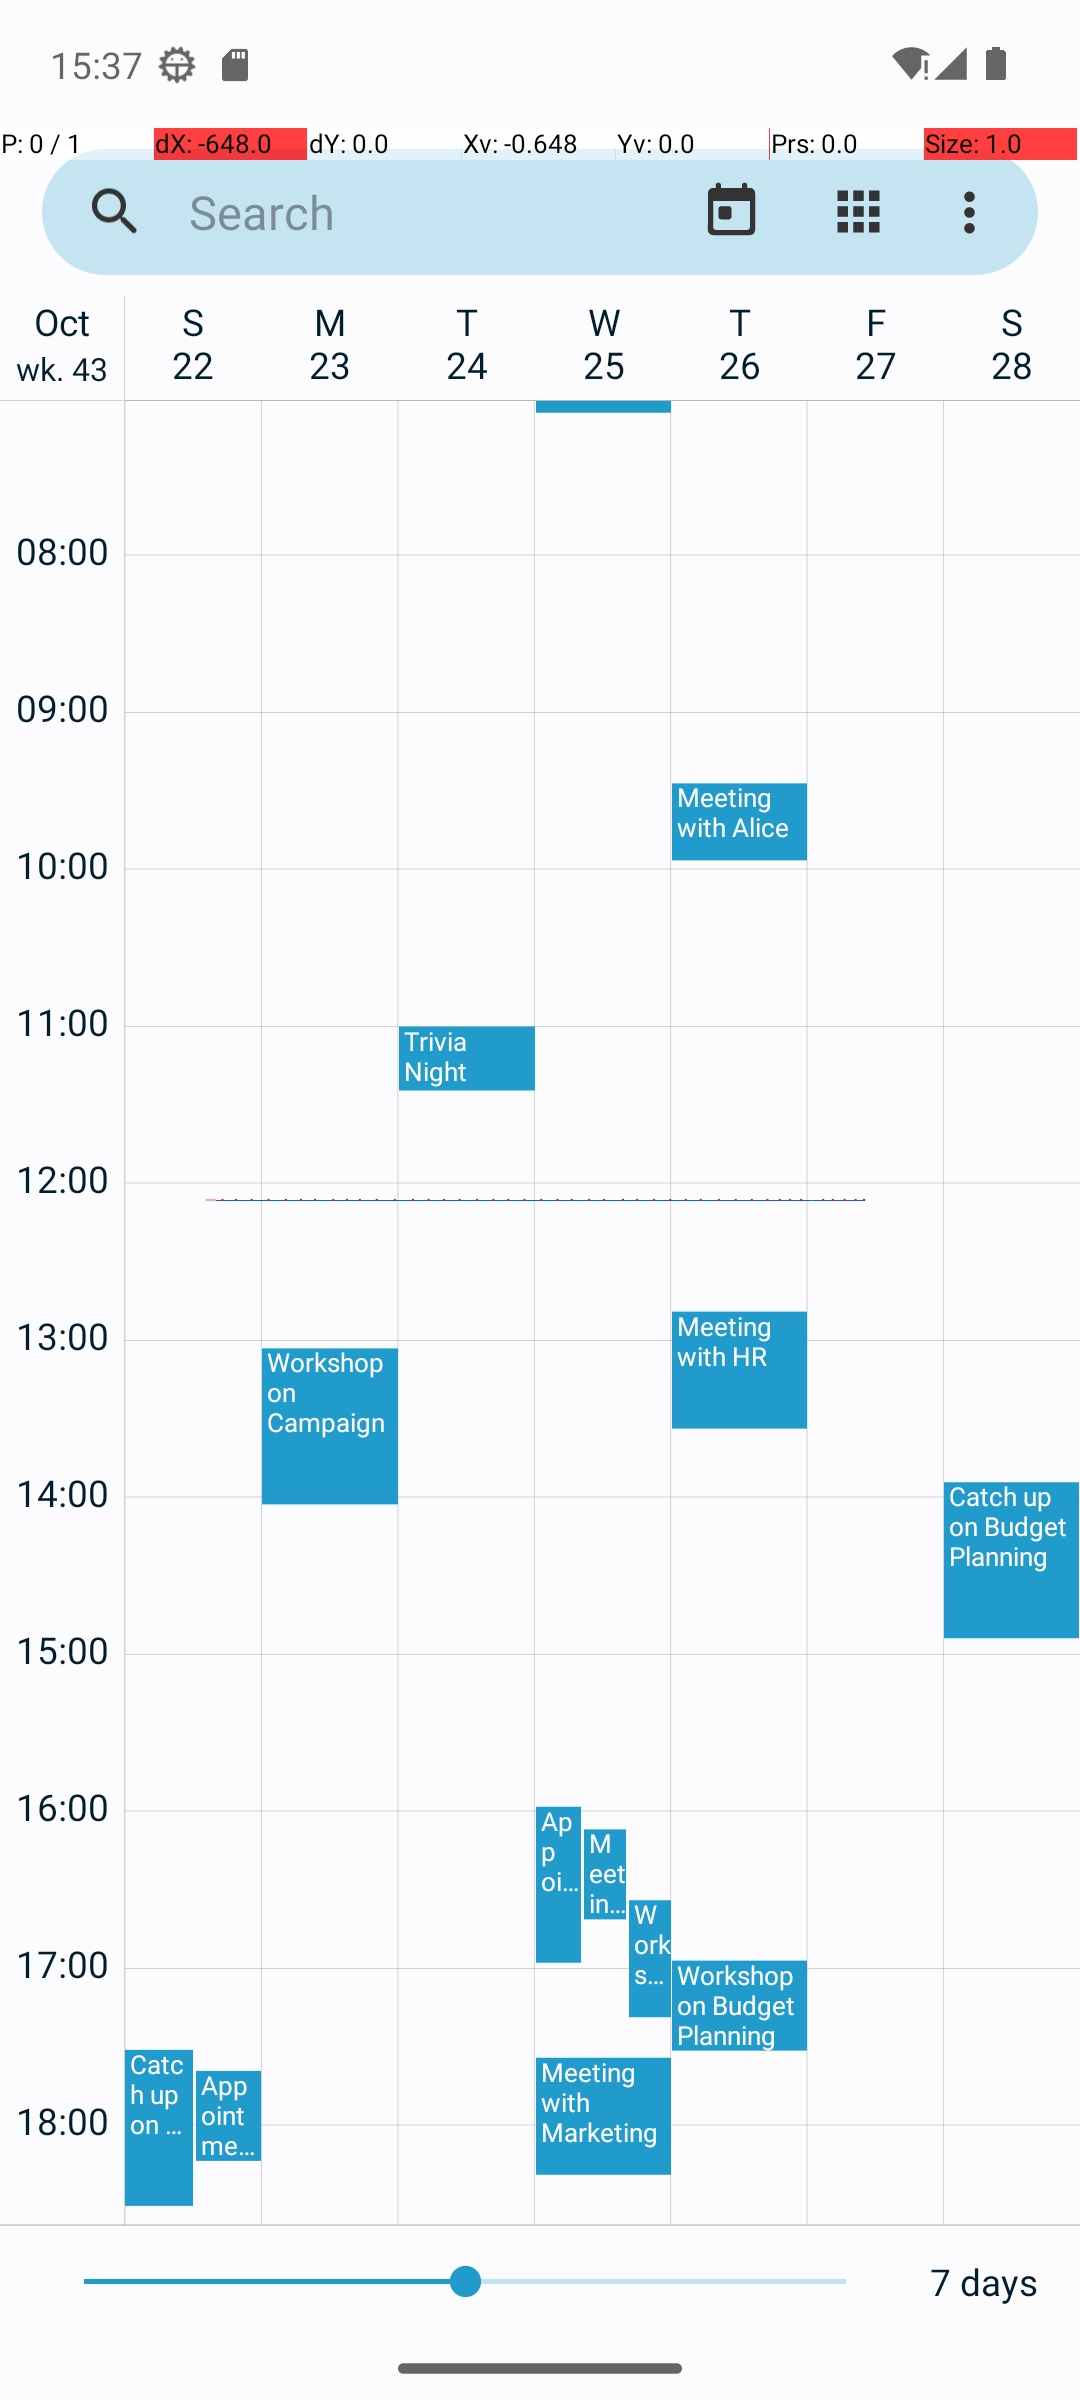 15:37
P: 0 / 1 dX: -648.0 dY: 0.0 Xv: -0.648 Yv: 0.0 Prs: 0.0 Size: 1.0
Search
Oct S M T W T F S
wk. 43 22 23 24 25 26 27 28
08:00
09:00
Meeting
with Alice
10:00
11:00
Trivia
Night
12:00
13:00
Meeting
with HR
Workshop
on
Campaign
14:00
Catch up
on Budget
Planning
15:00
16:00
Ap
p
oi…
M
eet
in…
W
ork
s…
17:00
Workshop
on Budget
Planning
Catc
h up
on …
App
oint
me…
Meeting
with
Marketing
18:00
7 days